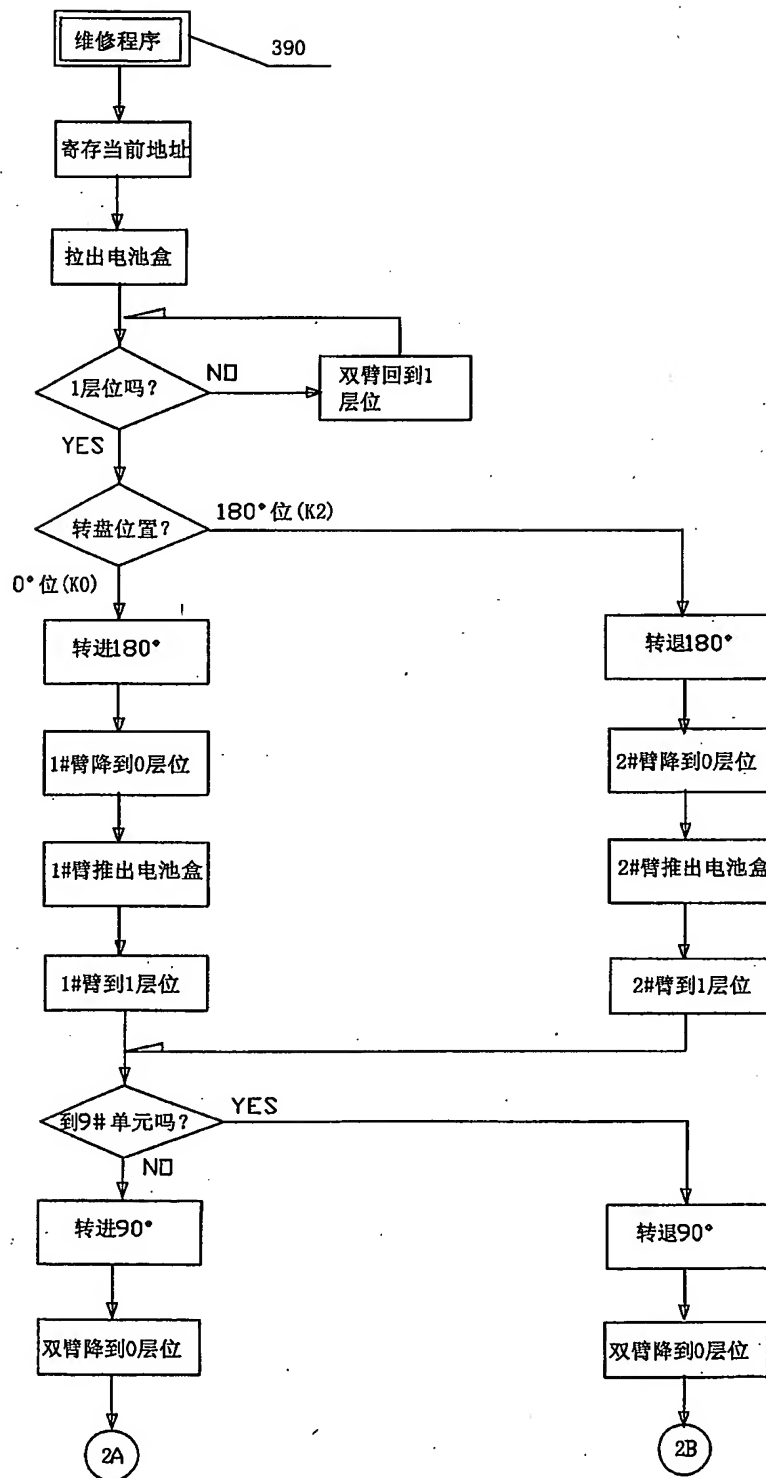 维修程序
390
寄存当前地址
拉出电池盒
1层位吗?
NO
双臂回到1
层位
YES
转盘位置?
180°位(K2)
0°位(K0)
转进180°
转退180°
1#臂降到0层位
2#臂降到0层位
1#臂推出电池盒
2#臂推出电池盒
1#臂到1层位
2#臂到1层位
到9#单元吗?
YES
NO
转进90°
转退90°
双臂降到0层位
双臂降到0层位
2A
2B